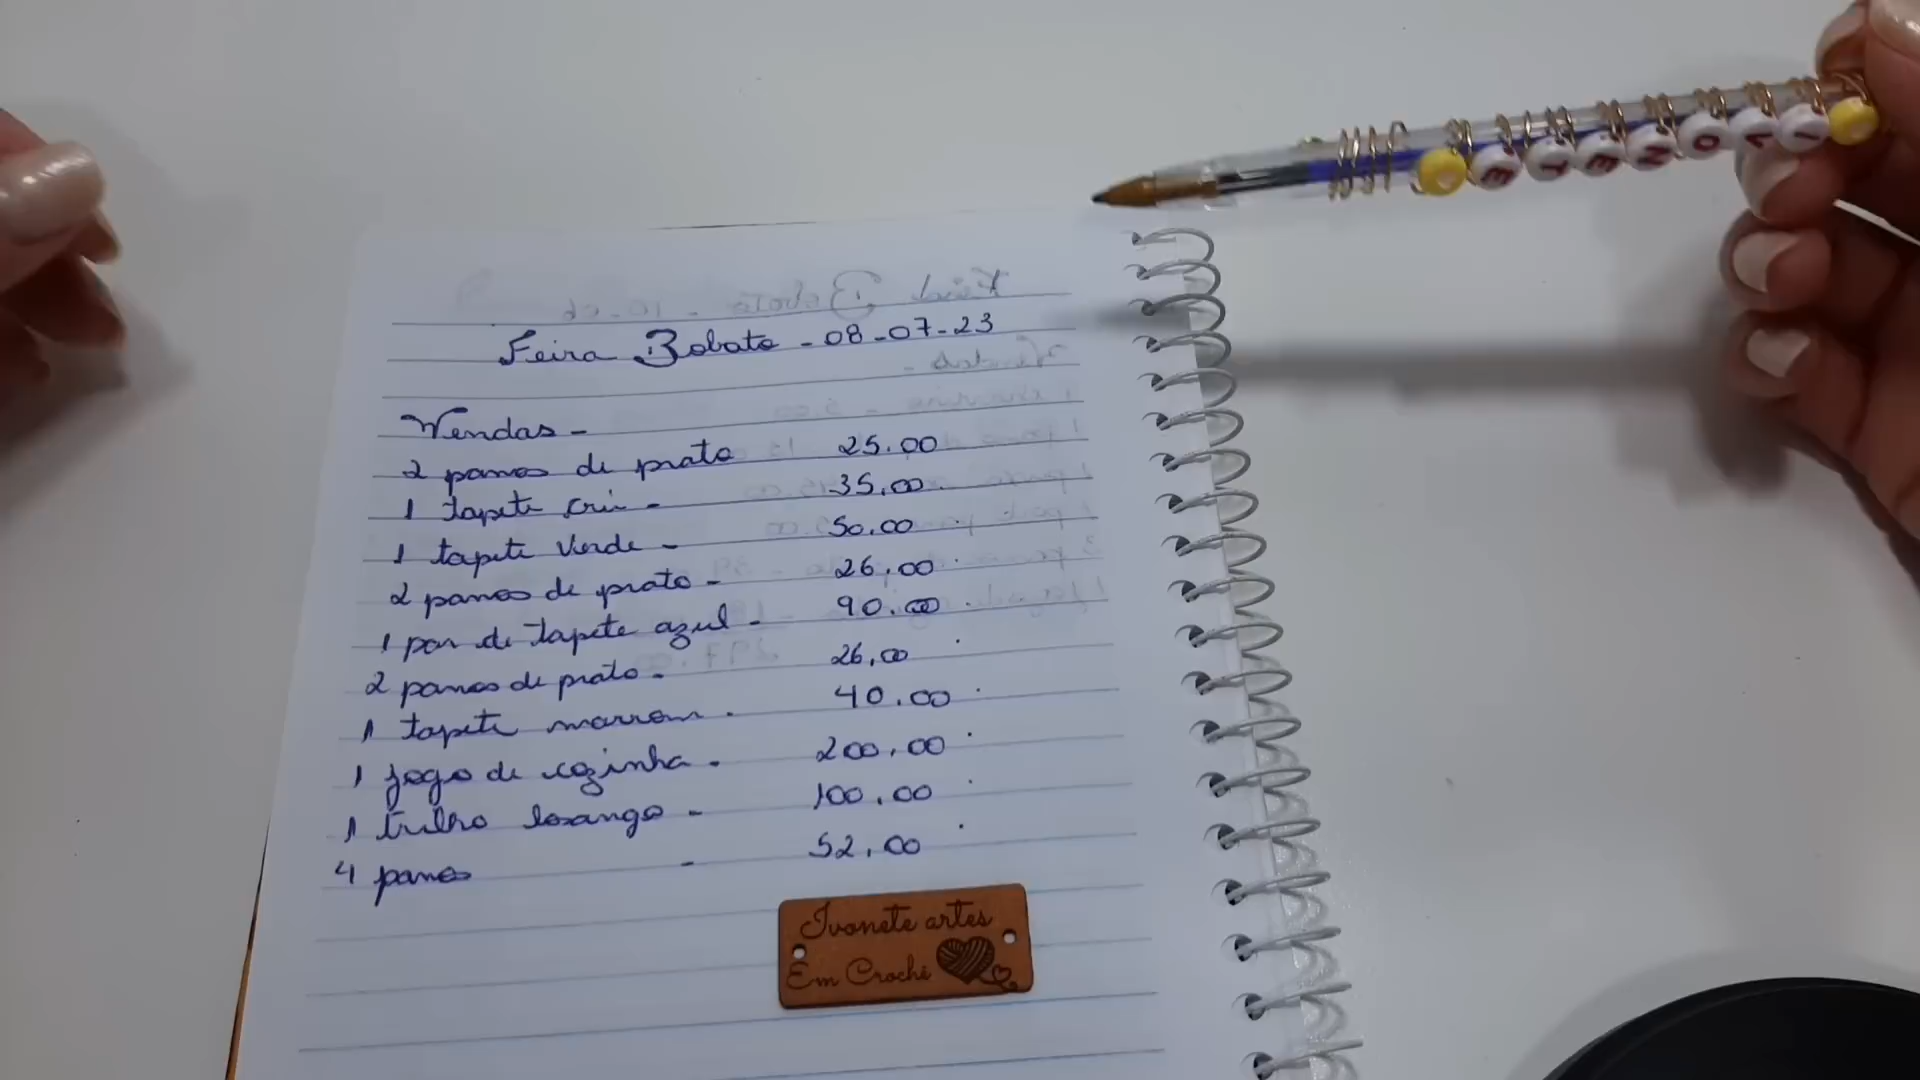 Feira Bobato - 08-07-23
Vendas -
2 panos de prato 25.00
1 tapete cru - 35.00
1 tapete verde - 50.00
2 panos de prato - 26.00
1 par de tapete azul - 90.00
2 panos de prato - 26,00
1 tapete marrom - 40.00
1 jogo de cozinha - 200,00
1 trilho losango - 100,00
4 panos - 52,00
Ivonete artes
Em Crochê
IVONETE